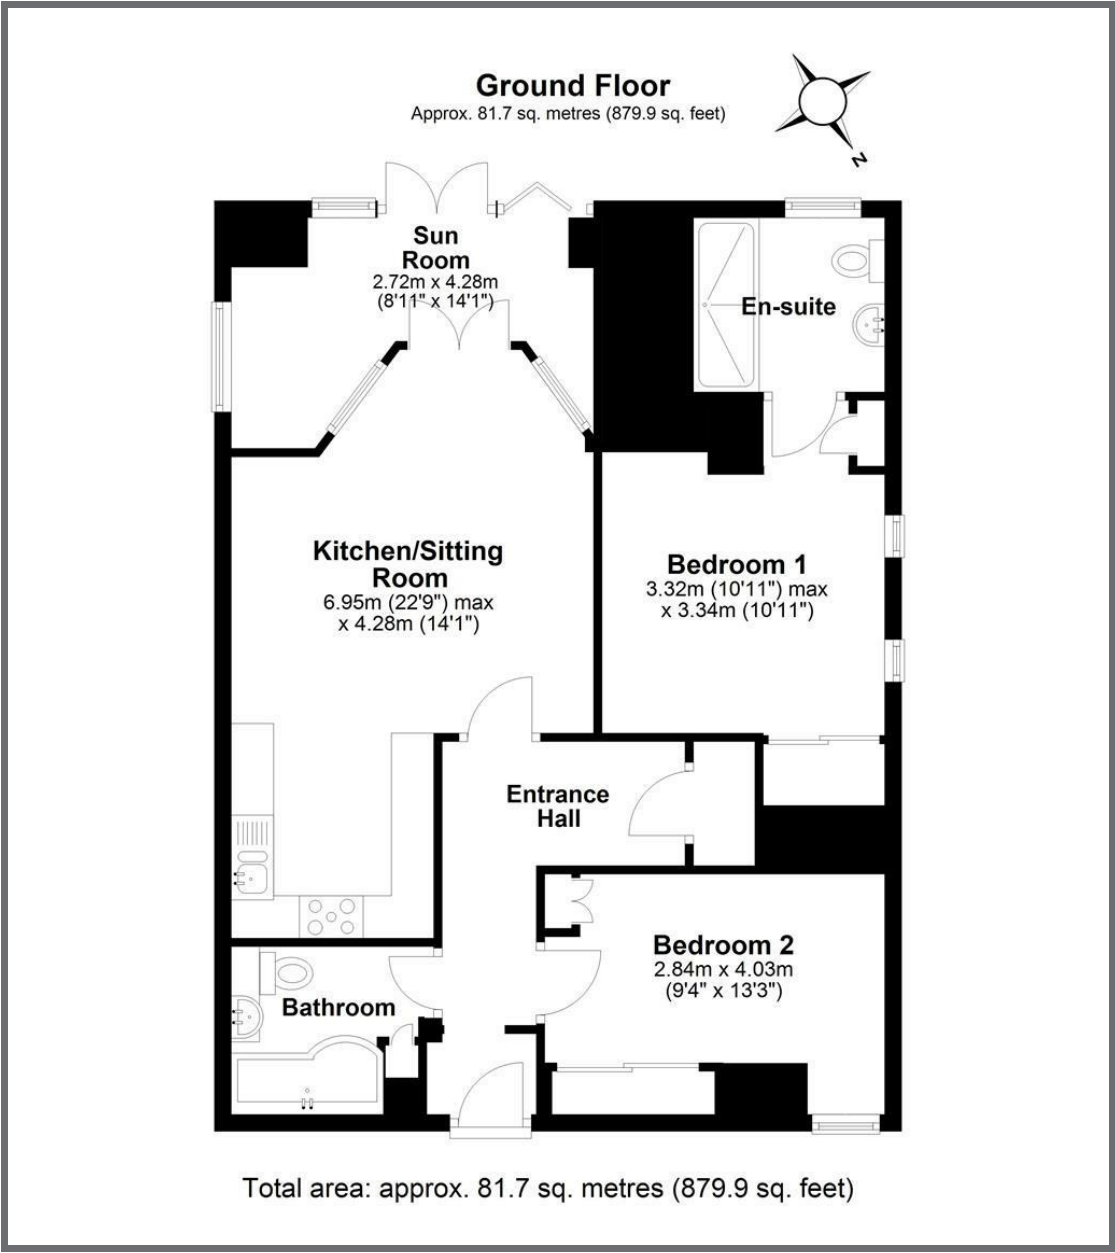 Ground Floor
Approx. 81.7 sq. metres (879.9 sq. feet)
N
Sun
Room
2.72m x 4.28m
(8'11" x 14'1")
En-suite
Kitchen/Sitting
Room
6.95m (22'9") max
x 4.28m (14'1")
Bedroom 1
3.32m (10'11") max
x 3.34m (10'11")
Entrance
Hall
Bedroom 2
2.84m x 4.03m
(9'4" x 13'3")
Bathroom
Total area: approx. 81.7 sq. metres (879.9 sq. feet)